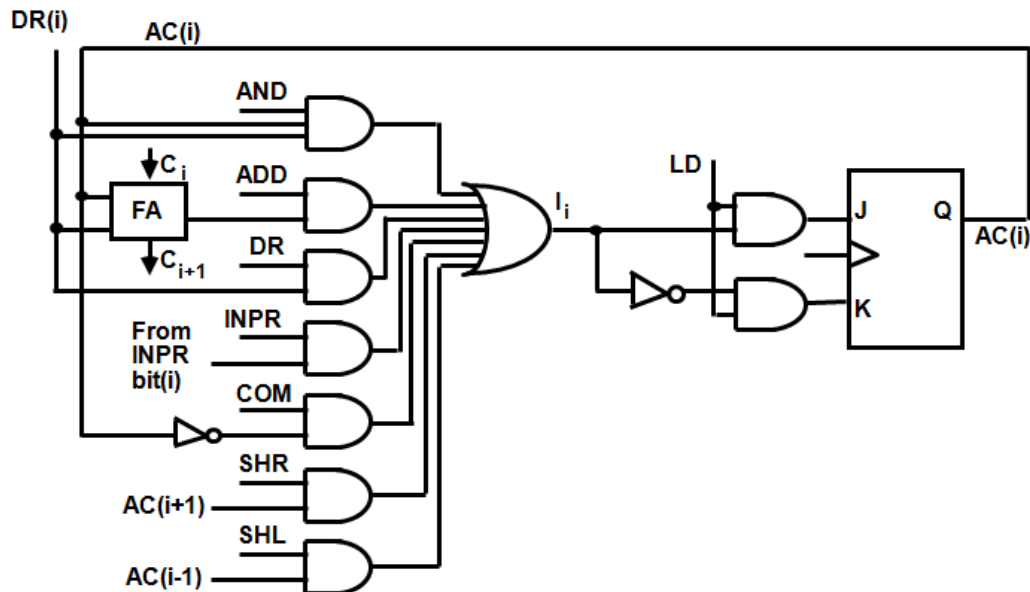 DR(i)
AC(i)
AND
C i
ADD
FA
C i+1
DR
From
INPR
bit(i)
INPR
COM
SHR
AC(i+1)
SHL
AC(i-1)
I i
LD
J
Q
K
AC(i)